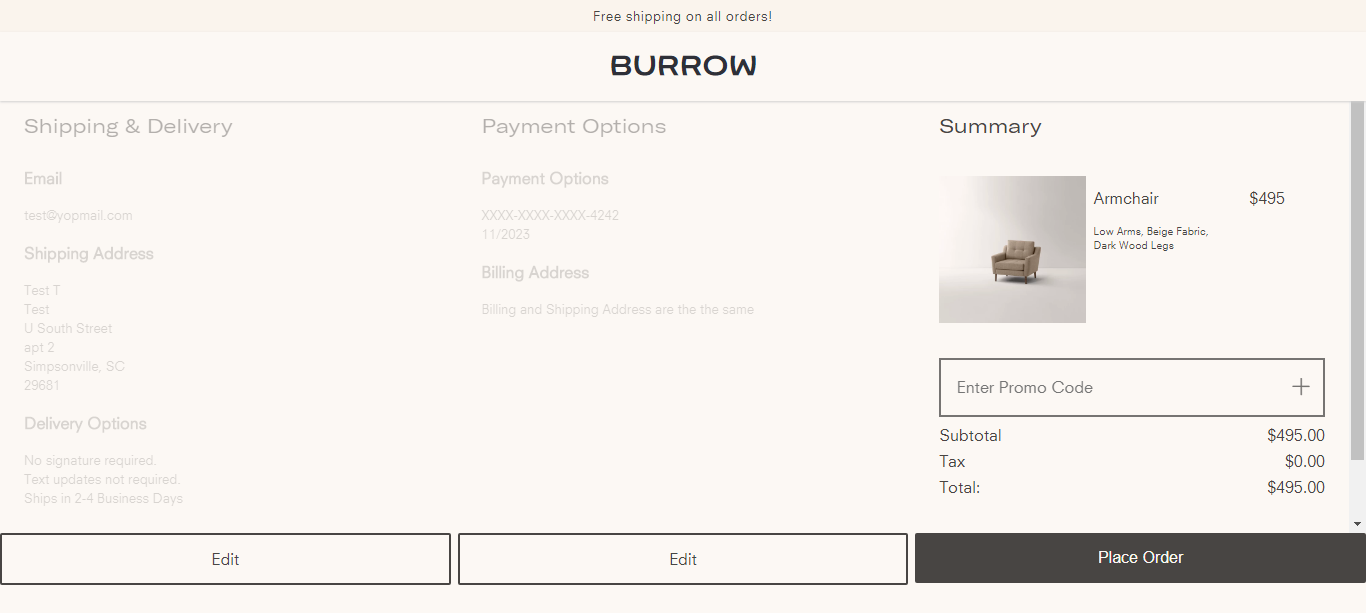 Free shipping on all orders!
BURROW
Shipping & Delivery
Email
test@yopmail.com
Shipping Address
Test T
Test
U South Street
apt 2
Simpsonville, SC
29681
Delivery Options
No signature required.
Text updates not required.
Ships in 2-4 Business Days
Edit
Payment Options
Payment Options
XXXX-XXXX-XXXX-4242
11/2023
Billing Address
Billing and Shipping Address are the the same
Edit
Summary
Armchair $495
Low Arms, Beige Fabric,
Dark Wood Legs
Enter Promo Code
Subtotal $495.00
Tax $0.00
Total: $495.00
Place Order